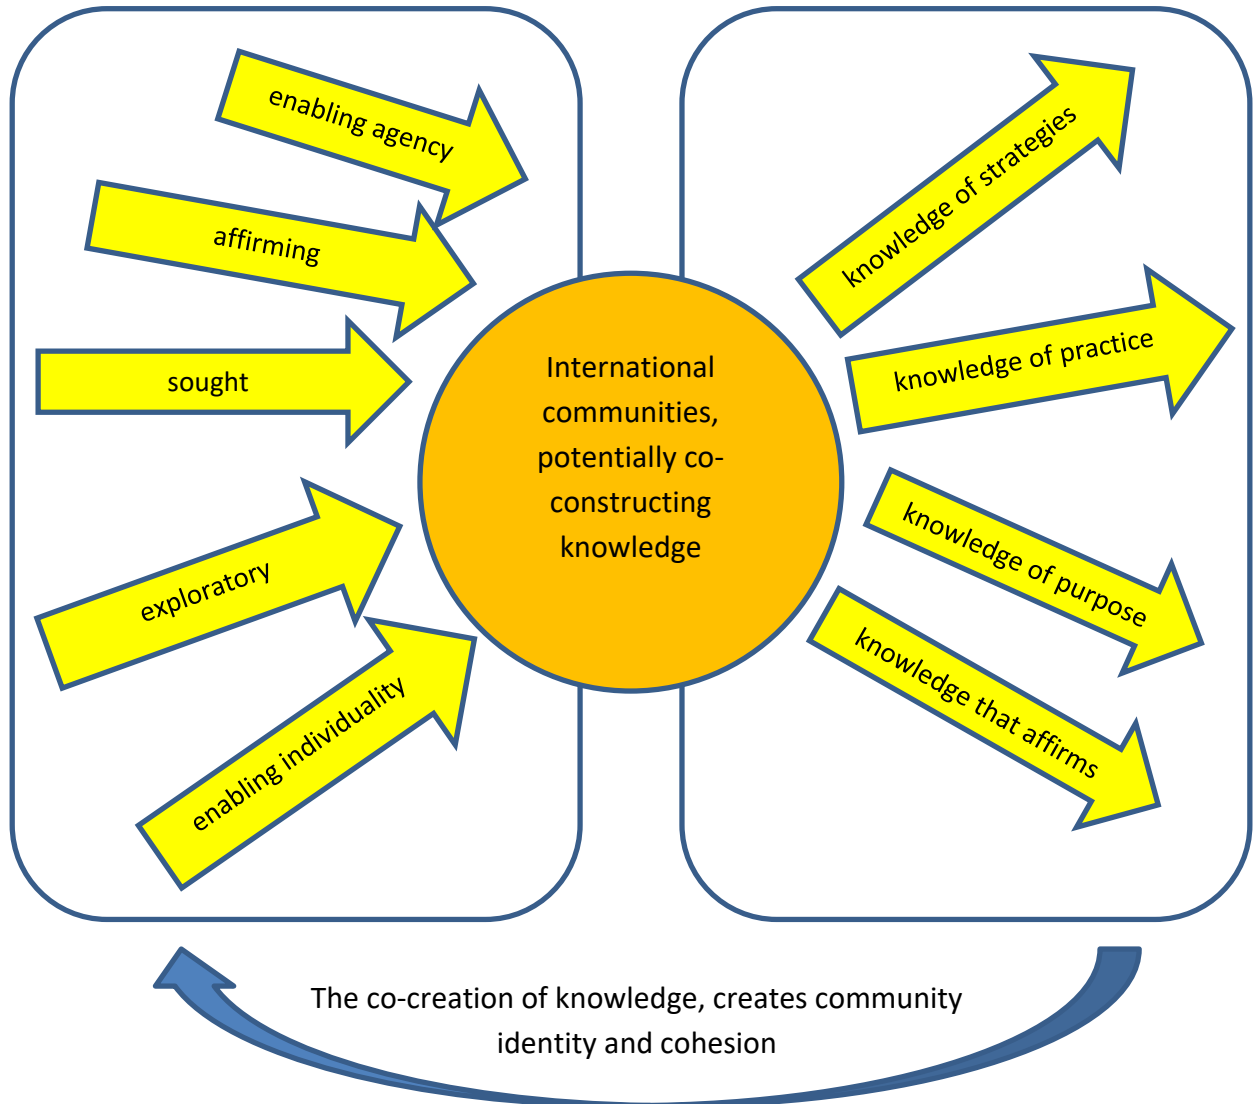 enabling agency
affirming
sought
exploratory
enabling individuality
International
communities,
potentially co-
constructing
knowledge
knowledge of strategies
knowledge of practice
knowledge of purpose
knowledge that affirms
The co-creation of knowledge, creates community
identity and cohesion